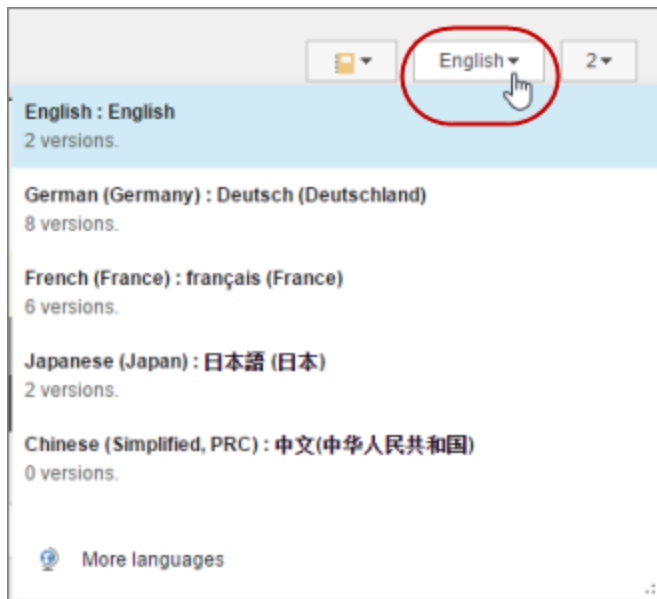 English
2
English : English
2 versions.
German (Germany) : Deutsch (Deutschland)
8 versions.
French (France) : français (France)
6 versions.
Japanese (Japan) : 日本語 (日本)
2 versions.
Chinese (Simplified, PRC) : 中文(中华人民共和国)
0 versions.
More languages